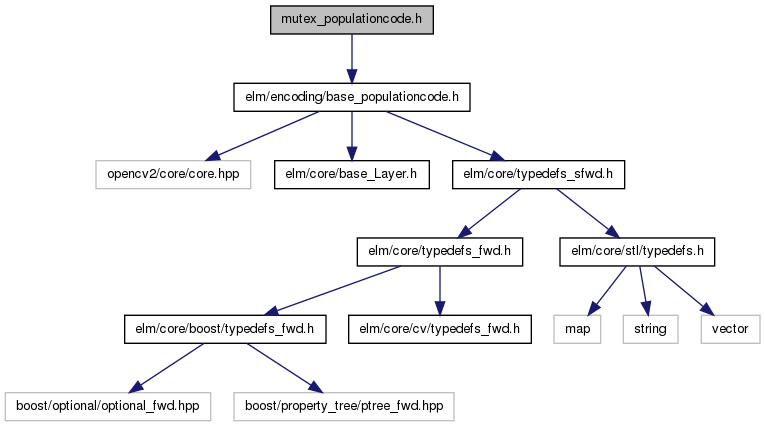 mutex_populationcode.h
elm/encoding/base_populationcode.h
opencv2/core/core.hpp
elm/core/base_Layer.h
elm/core/typedefs_sfwd.h
elm/core/typedefs_fwd.h
elm/core/stl/typedefs.h
elm/core/boost/typedefs_fwd.h
elm/core/cv/typedefs_fwd.h
map
string
vector
boost/optional/optional_fwd.hpp
boost/property_tree/ptree_fwd.hpp